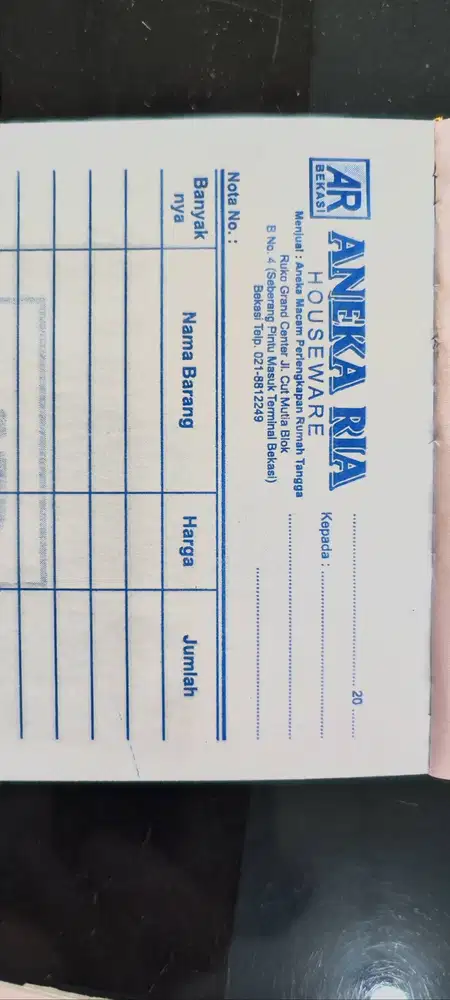 AR
BEKASI
ANEKA RIA
HOUSEWARE
Menjual : Aneka Macam Perlengkapan Rumah Tangga
Ruko Grand Center Jl. Cut Mutia Blok
B No. 4 (Seberang Pintu Masuk Terminal Bekasi)
Bekasi Telp. 021-8812249
.................... 20 ........
Kepada : ....................
Nota No. :
Banyak nya
Nama Barang
Harga
Jumlah